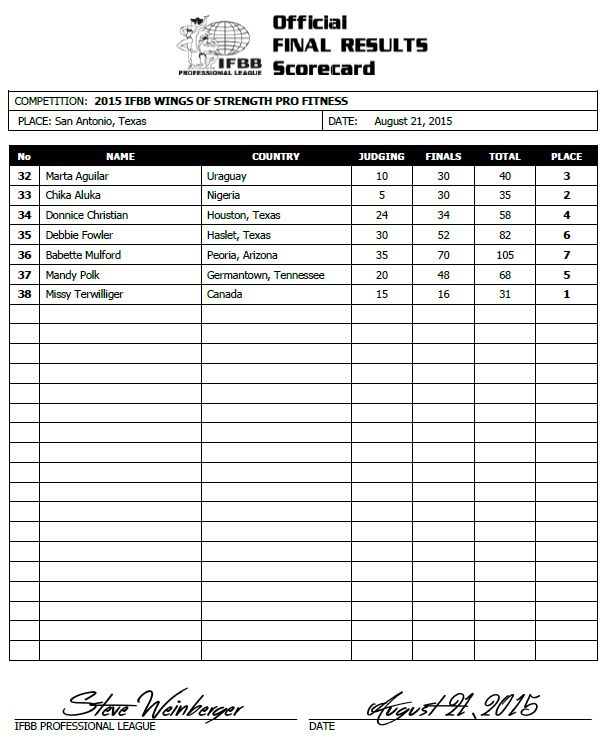 IFBB
PROFESSIONAL LEAGUE
Official
FINAL RESULTS
Scorecard
COMPETITION: 2015 IFBB WINGS OF STRENGTH PRO FITNESS
PLACE: San Antonio, Texas DATE: August 21, 2015
No NAME COUNTRY JUDGING FINALS TOTAL PLACE
32 Marta Aguilar Uruguay 10 30 40 3
33 Chika Aluka Nigeria 5 30 35 2
34 Donnice Christian Houston, Texas 24 34 58 4
35 Debbie Fowler Haslet, Texas 30 52 82 6
36 Babette Mulford Peoria, Arizona 35 70 105 7
37 Mandy Polk Germantown, Tennessee 20 48 68 5
38 Missy Terwilliger Canada 15 16 31 1
Steve Weinberger August 21, 2015
IFBB PROFESSIONAL LEAGUE DATE